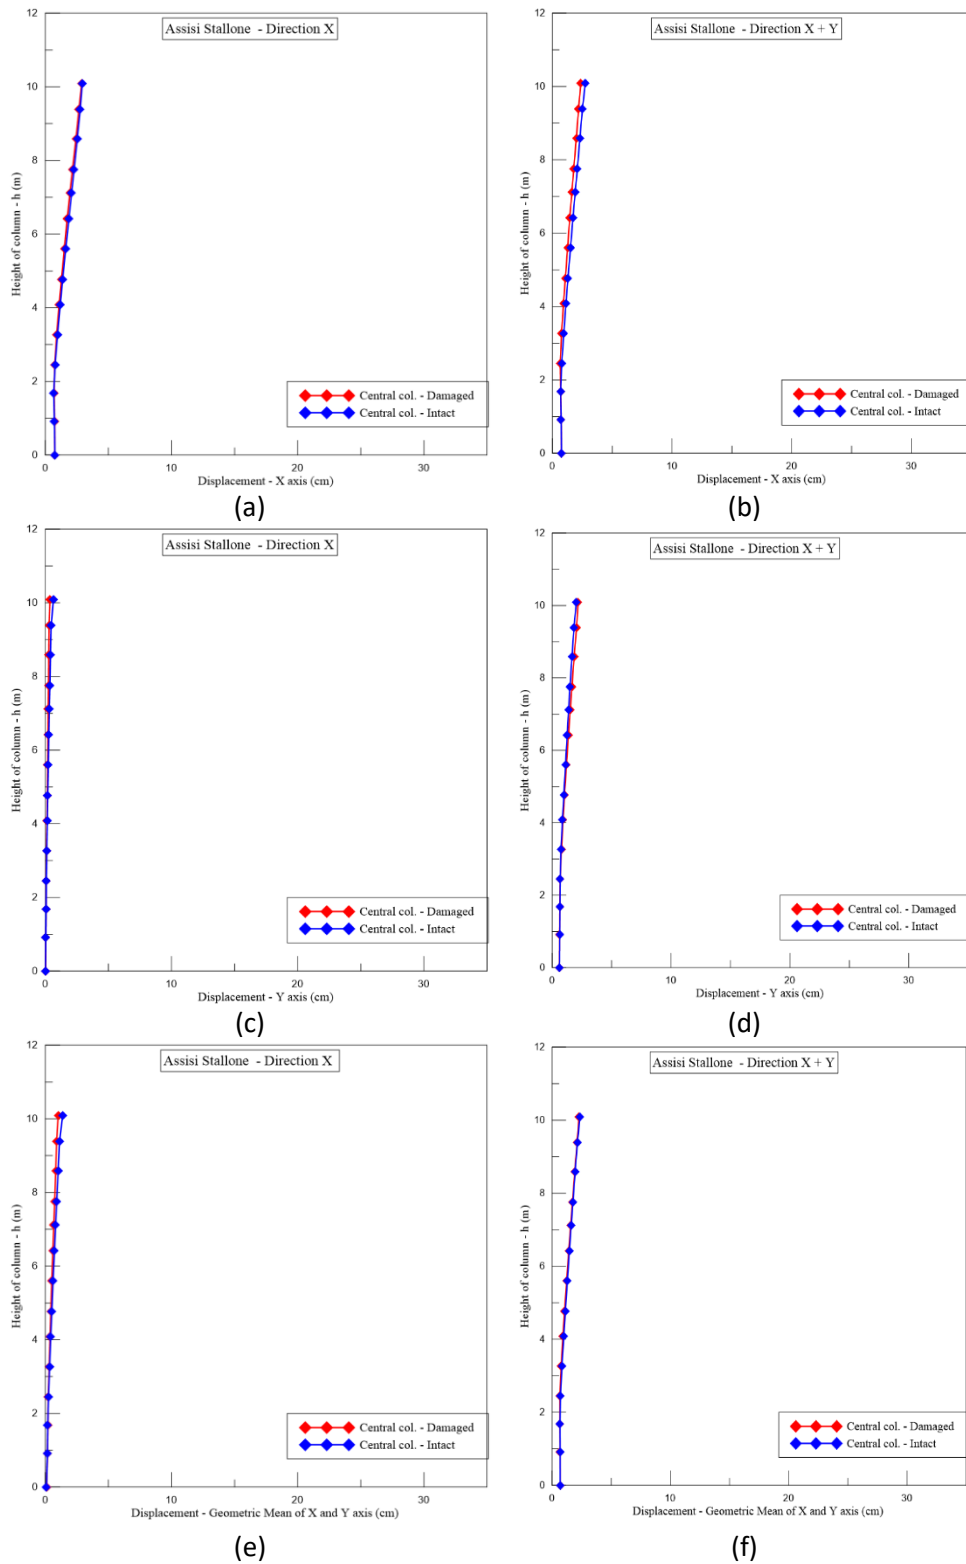 Assisi Stallone - Direction X
12
10
8
6
4
2
0
Height of column - h (m)
Central col. - Damaged
Central col. - Intact
0 10 20 30
Displacement - X axis (cm)
(a)
Assisi Stallone - Direction X + Y
12
10
8
6
4
2
0
Height of column - h (m)
Central col. - Damaged
Central col. - Intact
0 10 20 30
Displacement - X axis (cm)
(b)
Assisi Stallone - Direction X
12
10
8
6
4
2
0
Height of column - h (m)
Central col. - Damaged
Central col. - Intact
0 10 20 30
Displacement - Y axis (cm)
(c)
Assisi Stallone - Direction X + Y
12
10
8
6
4
2
0
Height of column - h (m)
Central col. - Damaged
Central col. - Intact
0 10 20 30
Displacement - Y axis (cm)
(d)
Assisi Stallone - Direction X
12
10
8
6
4
2
0
Height of column - h (m)
Central col. - Damaged
Central col. - Intact
0 10 20 30
Displacement - Geometric Mean of X and Y axis (cm)
(e)
Assisi Stallone - Direction X + Y
12
10
8
6
4
2
0
Height of column - h (m)
Central col. - Damaged
Central col. - Intact
0 10 20 30
Displacement - Geometric Mean of X and Y axis (cm)
(f)